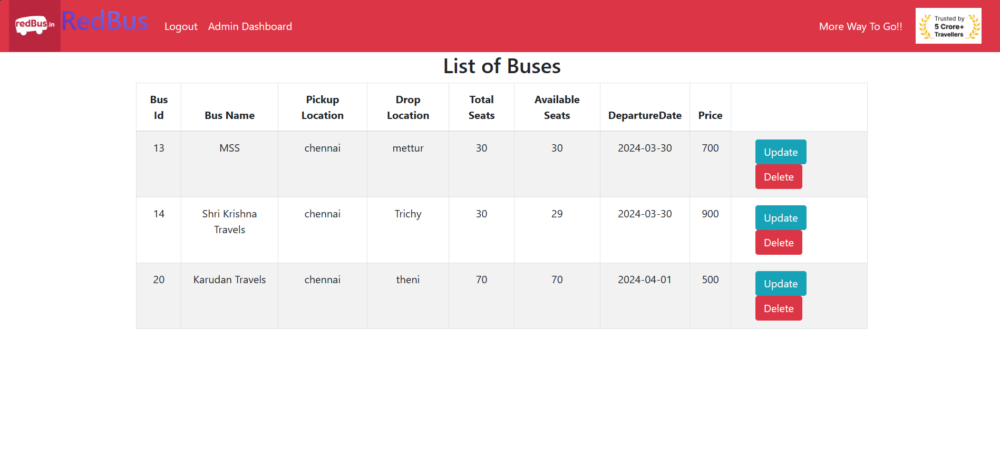 redBus.in RedBus Logout Admin Dashboard More Way To Go!! Trusted by
5 Crore+
Travellers
List of Buses
Bus Id Bus Name Pickup Location Drop Location Total Seats Available Seats DepartureDate Price
13 MSS chennai mettur 30 30 2024-03-30 700 Update
Delete
14 Shri Krishna Travels chennai Trichy 30 29 2024-03-30 900 Update
Delete
20 Karudan Travels chennai theni 70 70 2024-04-01 500 Update
Delete